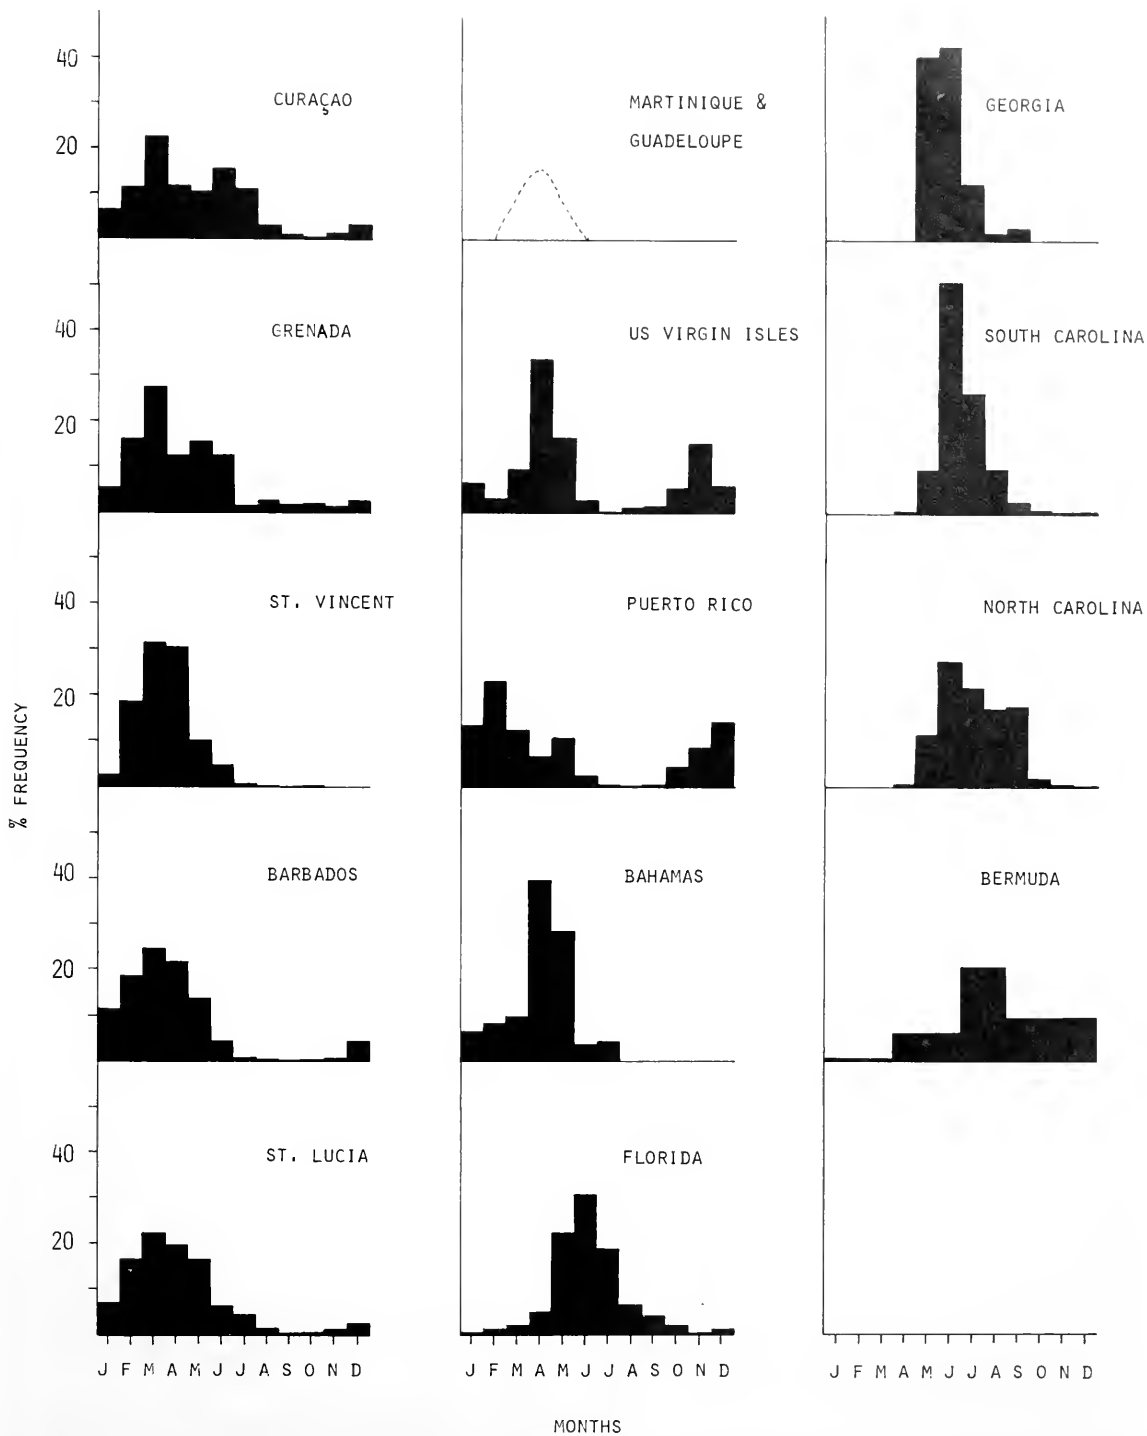 40
20
CURAÇAO
MARTINIQUE &
GUADELOUPE
GEORGIA
40
20
GRENADA
US VIRGIN ISLES
SOUTH CAROLINA
40
20
ST. VINCENT
PUERTO RICO
NORTH CAROLINA
% FREQUENCY
40
20
BARBADOS
BAHAMAS
BERMUDA
40
20
ST. LUCIA
FLORIDA
J F M A M J J A S O N D
J F M A M J J A S O N D
J F M A M J J A S O N D
MONTHS